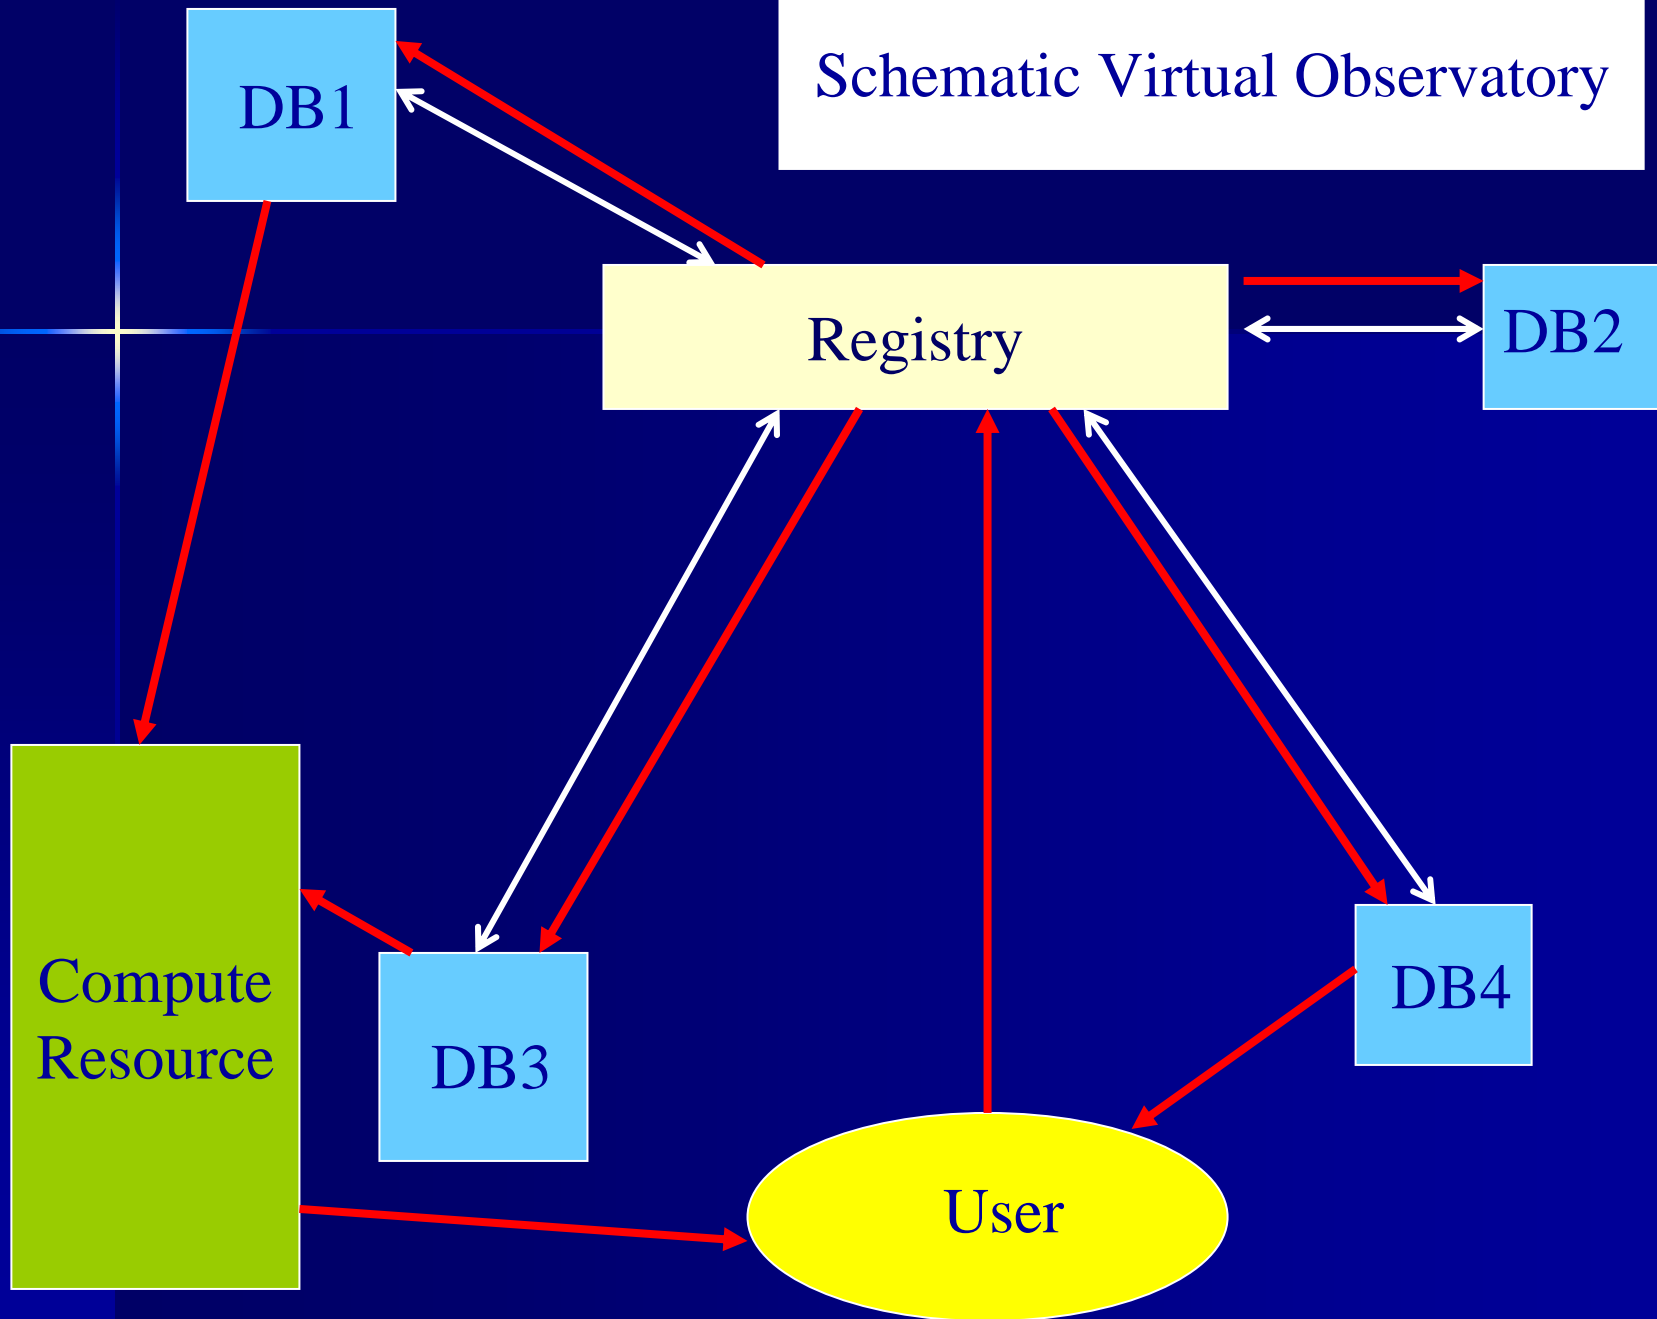 Schematic Virtual Observatory
DB1
Registry
DB2
Compute
Resource
DB3
DB4
User